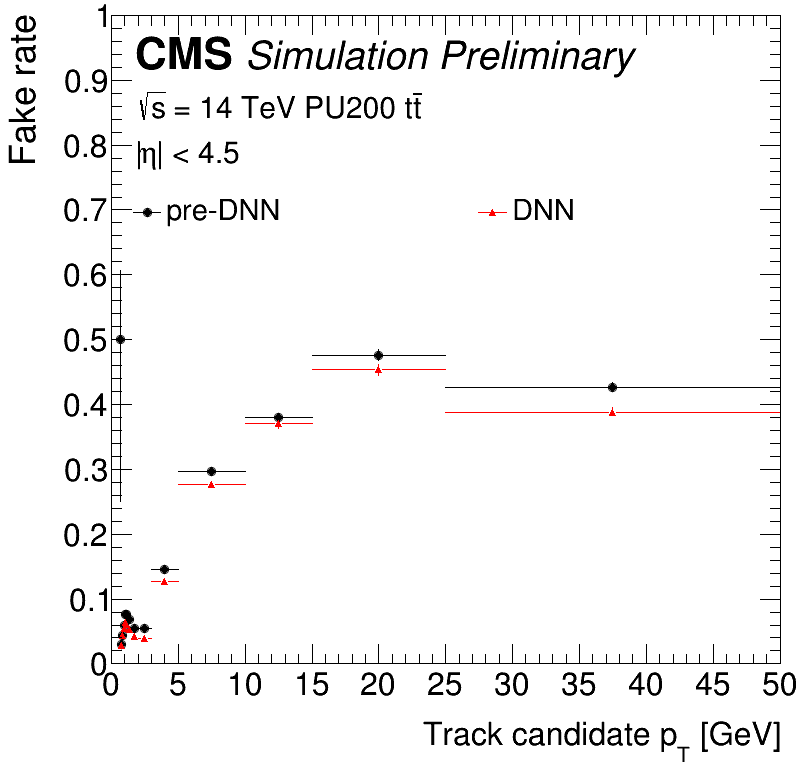 CMS Simulation Preliminary
√s = 14 TeV PU200 tt̄
|η| < 4.5
pre-DNN
DNN
Fake rate
1
0.9
0.8
0.7
0.6
0.5
0.4
0.3
0.2
0.1
0
0 5 10 15 20 25 30 35 40 45 50
Track candidate p_T [GeV]